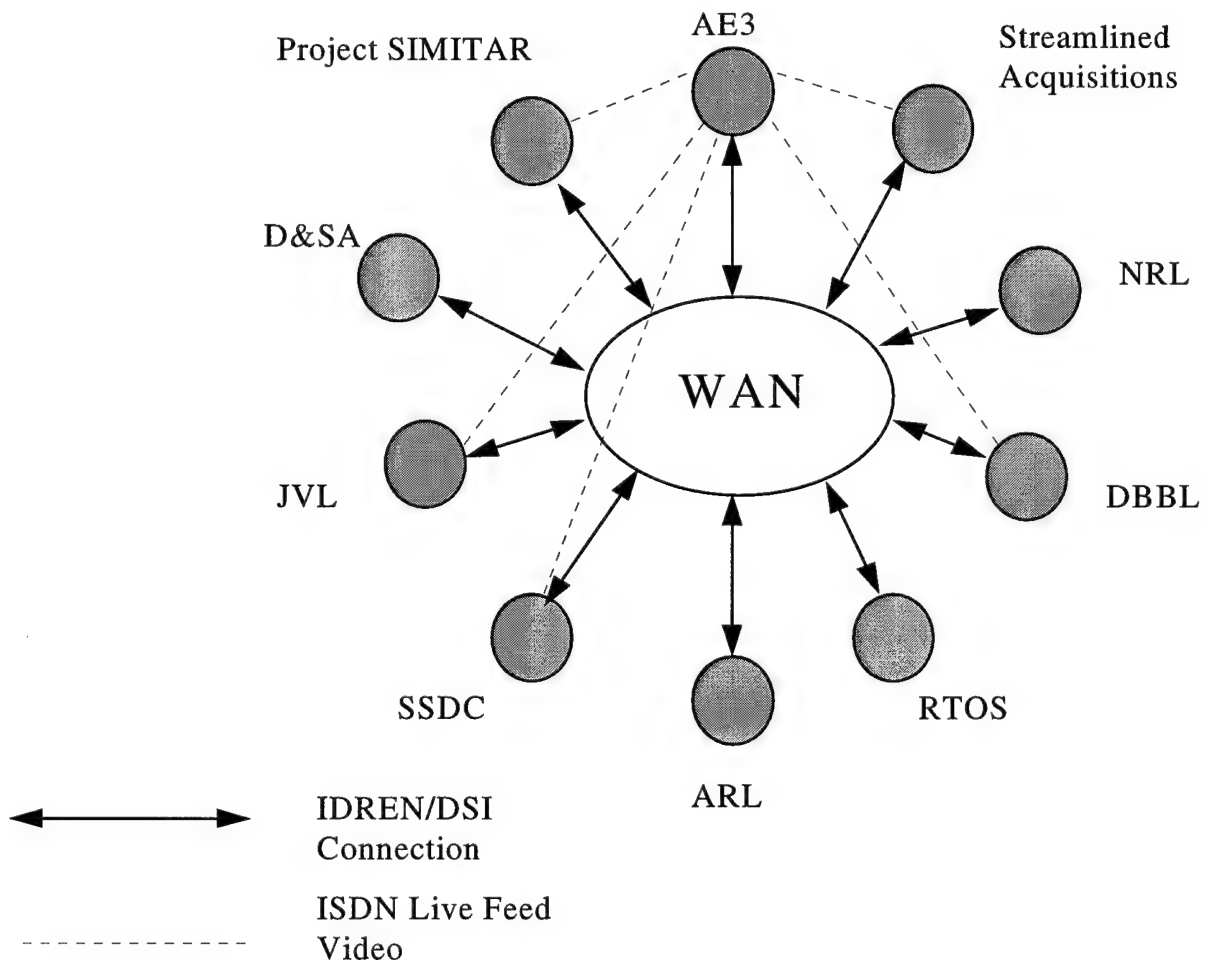 AE3
Project SIMITAR
Streamlined
Acquisitions
D&SA
NRL
WAN
JVL
DBBL
SSDC
RTOS
ARL
IDREN/DSI
Connection
ISDN Live Feed
Video